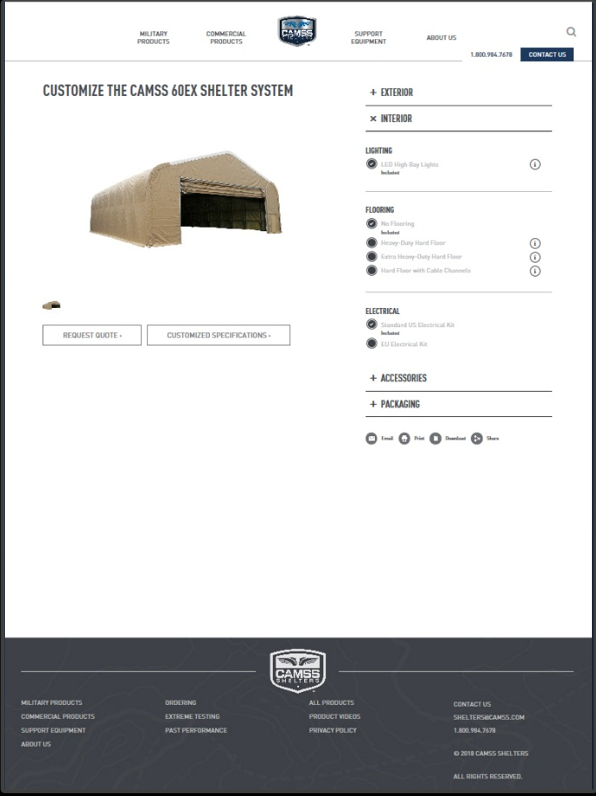 MILITARY
PRODUCTS
COMMERCIAL
PRODUCTS
CAMSS
SHELTERS
SUPPORT
EQUIPMENT
ABOUT US
1.800.984.7678
CONTACT US
CUSTOMIZE THE CAMSS 60EX SHELTER SYSTEM
REQUEST QUOTE ›
CUSTOMIZED SPECIFICATIONS ›
+ EXTERIOR
× INTERIOR
LIGHTING
LED High Bay Lights
Included
FLOORING
No Flooring
Included
Heavy-Duty Hard Floor
Extra Heavy-Duty Hard Floor
Hard Floor with Cable Channels
ELECTRICAL
Standard US Electrical Kit
Included
EU Electrical Kit
+ ACCESSORIES
+ PACKAGING
Email
Print
Download
Share
CAMSS
SHELTERS
MILITARY PRODUCTS
COMMERCIAL PRODUCTS
SUPPORT EQUIPMENT
ABOUT US
ORDERING
EXTREME TESTING
PAST PERFORMANCE
ALL PRODUCTS
PRODUCT VIDEOS
PRIVACY POLICY
CONTACT US
SHELTERS@CAMSS.COM
1.800.984.7678
© 2018 CAMSS SHELTERS
ALL RIGHTS RESERVED.